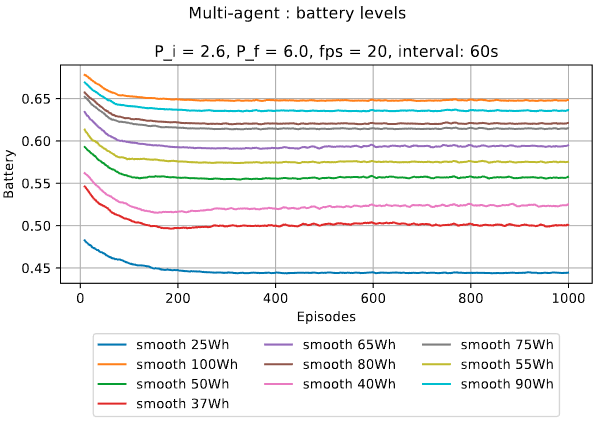 Multi-agent : battery levels
P_i = 2.6, P_f = 6.0, fps = 20, interval: 60s
0.65
0.60
0.55
0.50
0.45
Battery
0 200 400 600 800 1000
Episodes
smooth 25Wh smooth 65Wh smooth 75Wh
smooth 100Wh smooth 80Wh smooth 55Wh
smooth 50Wh smooth 40Wh smooth 90Wh
smooth 37Wh